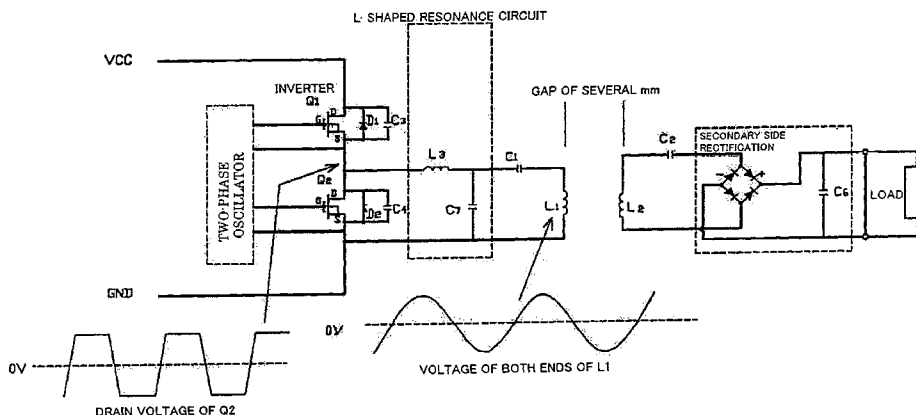 L- SHAPED RESONANCE CIRCUIT
VCC
INVERTER
Q1
D
G
S
D1
C3
GAP OF SEVERAL mm
TWO-PHASE
OSCILLATOR
Q2
D
G
S
D2
C4
L3
C7
C1
L1
L2
C2
SECONDARY SIDE
RECTIFICATION
C6
LOAD
GND
0V
DRAIN VOLTAGE OF Q2
0V
VOLTAGE OF BOTH ENDS OF L1